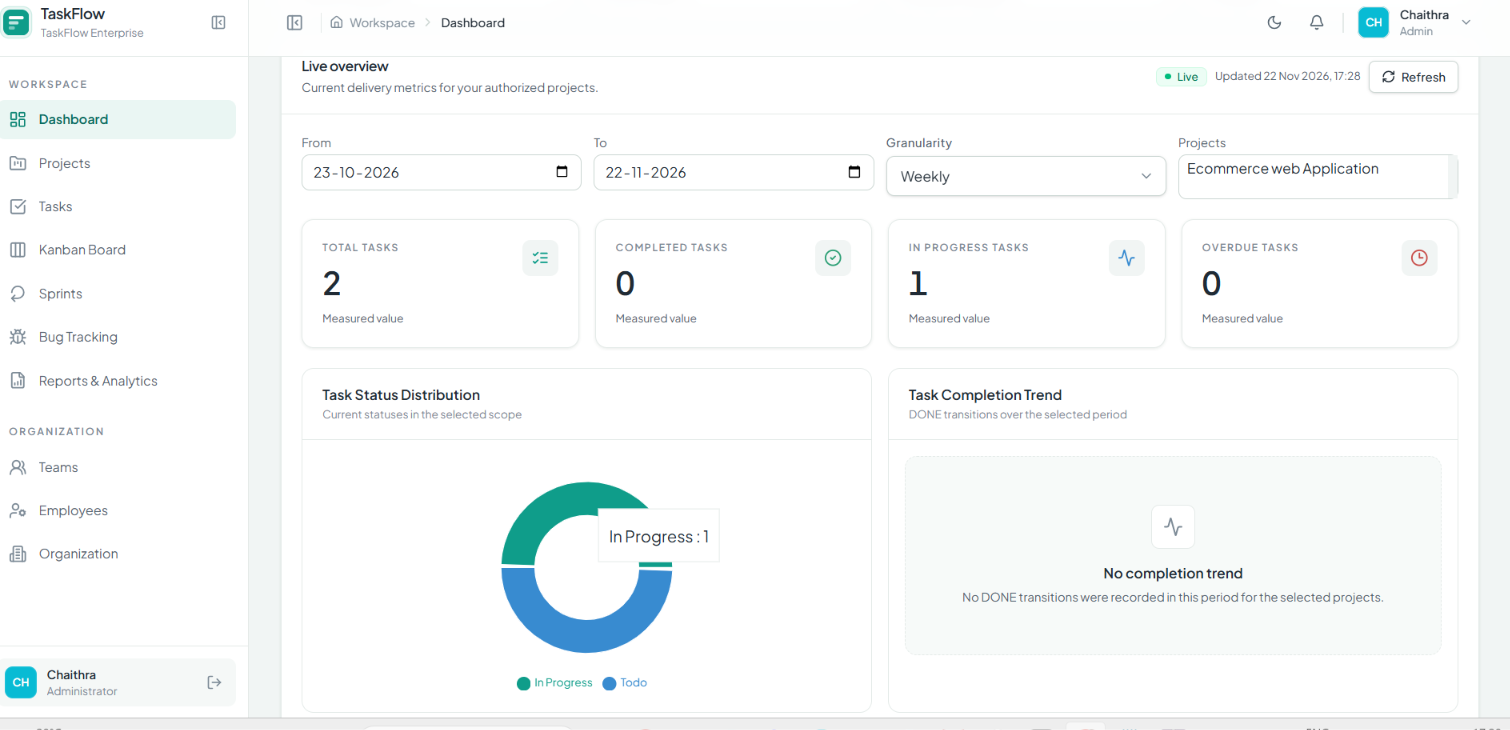 TaskFlow
TaskFlow Enterprise
WORKSPACE
Dashboard
Projects
Tasks
Kanban Board
Sprints
Bug Tracking
Reports & Analytics
ORGANIZATION
Teams
Employees
Organization
CH
Chaithra
Administrator
Workspace
Dashboard
CH
Chaithra
Admin
Live overview
Current delivery metrics for your authorized projects.
Live
Updated 22 Nov 2026, 17:28
Refresh
From
23-10-2026
To
22-11-2026
Granularity
Weekly
Projects
Ecommerce web Application
TOTAL TASKS
2
Measured value
COMPLETED TASKS
0
Measured value
IN PROGRESS TASKS
1
Measured value
OVERDUE TASKS
0
Measured value
Task Status Distribution
Current statuses in the selected scope
In Progress : 1
In Progress
Todo
Task Completion Trend
DONE transitions over the selected period
No completion trend
No DONE transitions were recorded in this period for the selected projects.